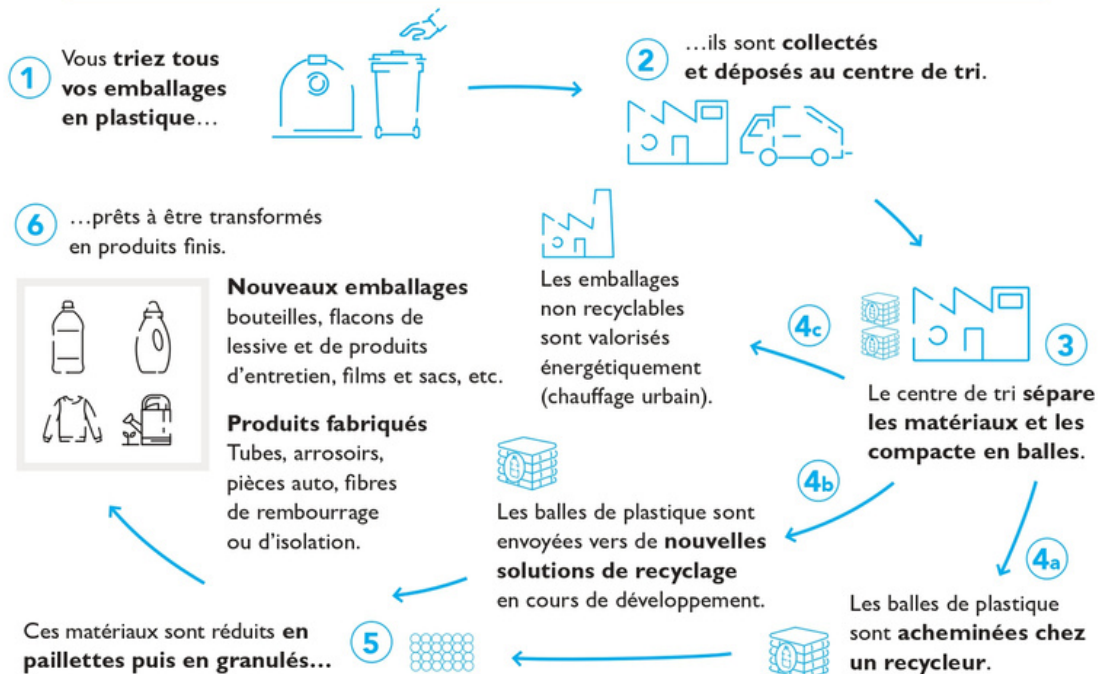 1
Vous triez tous
vos emballages
en plastique…
2
…ils sont collectés
et déposés au centre de tri.
3
Le centre de tri sépare
les matériaux et les
compacte en balles.
4a
Les balles de plastique
sont acheminées chez
un recycleur.
4b
Les balles de plastique sont
envoyées vers de nouvelles
solutions de recyclage
en cours de développement.
4c
Les emballages
non recyclables
sont valorisés
énergétiquement
(chauffage urbain).
5
Ces matériaux sont réduits en
paillettes puis en granulés…
6
…prêts à être transformés
en produits finis.
Nouveaux emballages
bouteilles, flacons de
lessive et de produits
d’entretien, films et sacs, etc.
Produits fabriqués
Tubes, arrosoirs,
pièces auto, fibres
de rembourrage
ou d’isolation.